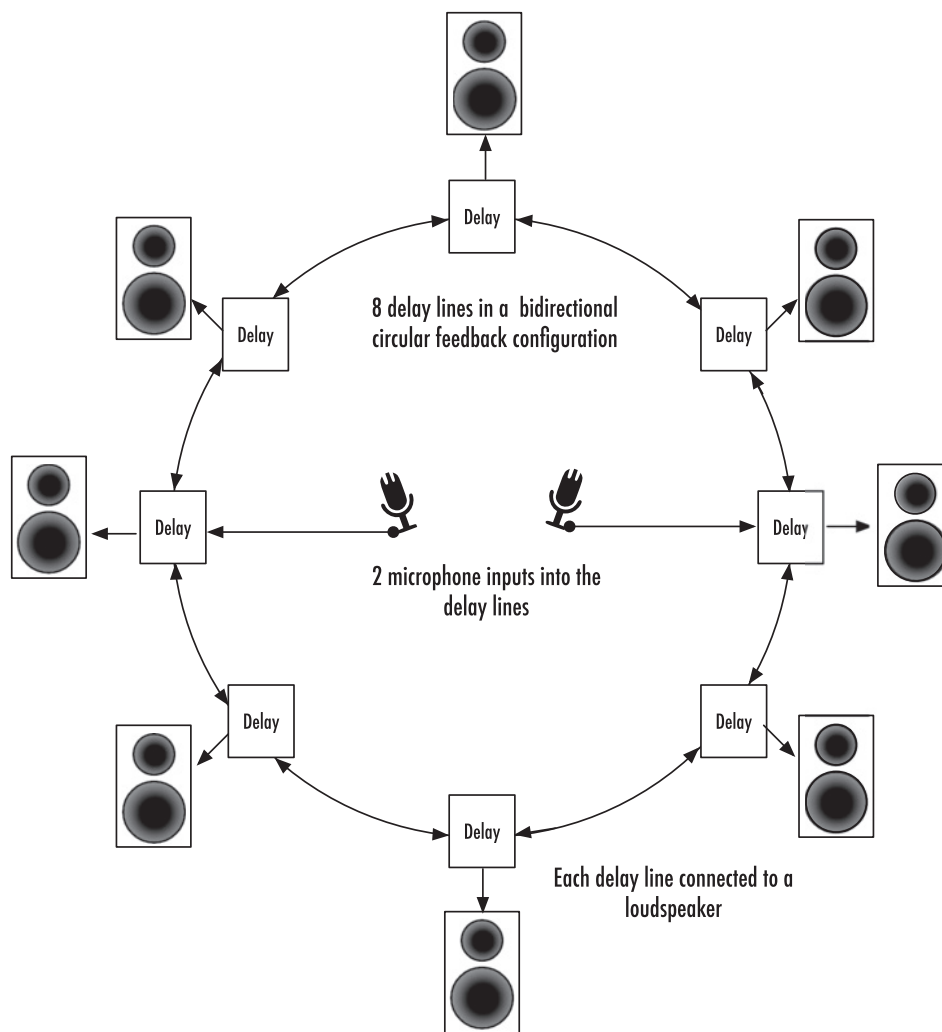 Delay
Delay
Delay
8 delay lines in a bidirectional
circular feedback configuration
Delay
Delay
2 microphone inputs into the
delay lines
Delay
Delay
Delay
Each delay line connected to a
loudspeaker